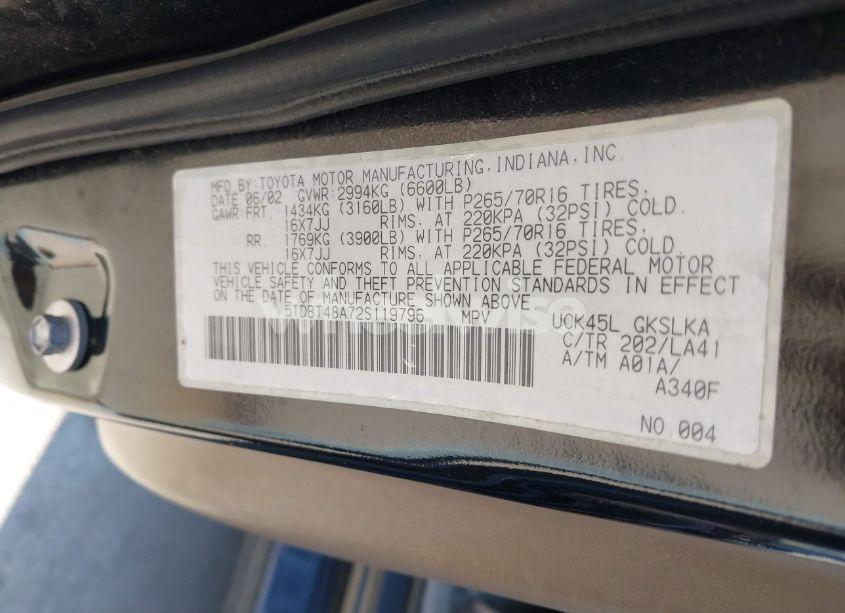 MFD BY:TOYOTA MOTOR MANUFACTURING,INDIANA,INC.
DATE 06/02 GVWR:2994KG (6600LB)
GAWR:FRT. 1434KG (3160LB) WITH P265/70R16 TIRES,
16X7JJ RIMS, AT 220KPA (32PSI) COLD.
RR. 1769KG (3900LB) WITH P265/70R16 TIRES,
16X7JJ RIMS, AT 220KPA (32PSI) COLD.
THIS VEHICLE CONFORMS TO ALL APPLICABLE FEDERAL MOTOR
VEHICLE SAFETY AND THEFT PREVENTION STANDARDS IN EFFECT
ON THE DATE OF MANUFACTURE SHOWN ABOVE.
5TDBT48A72S119796 MPV
UCK45L GKSLKA
C/TR 202/LA41
A/TM A01A/
A340F
NO.004